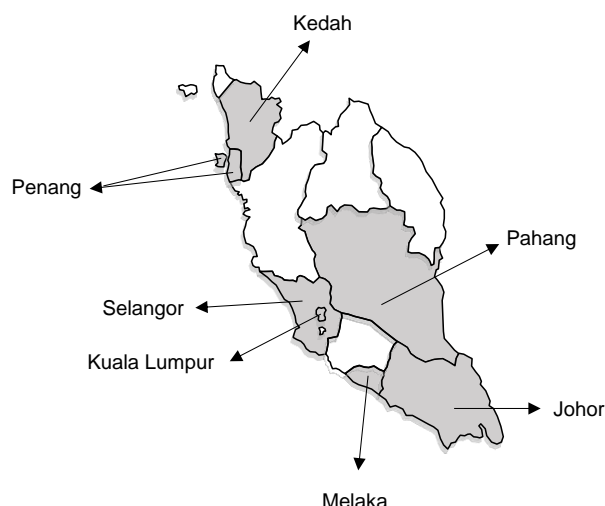 Kedah
Penang
Pahang
Selangor
Kuala Lumpur
Johor
Melaka